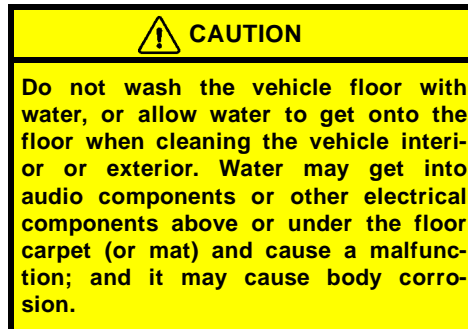 CAUTION
Do not wash the vehicle floor with
water, or allow water to get onto the
floor when cleaning the vehicle interi-
or or exterior. Water may get into
audio components or other electrical
components above or under the floor
carpet (or mat) and cause a malfunc-
tion; and it may cause body corro-
sion.